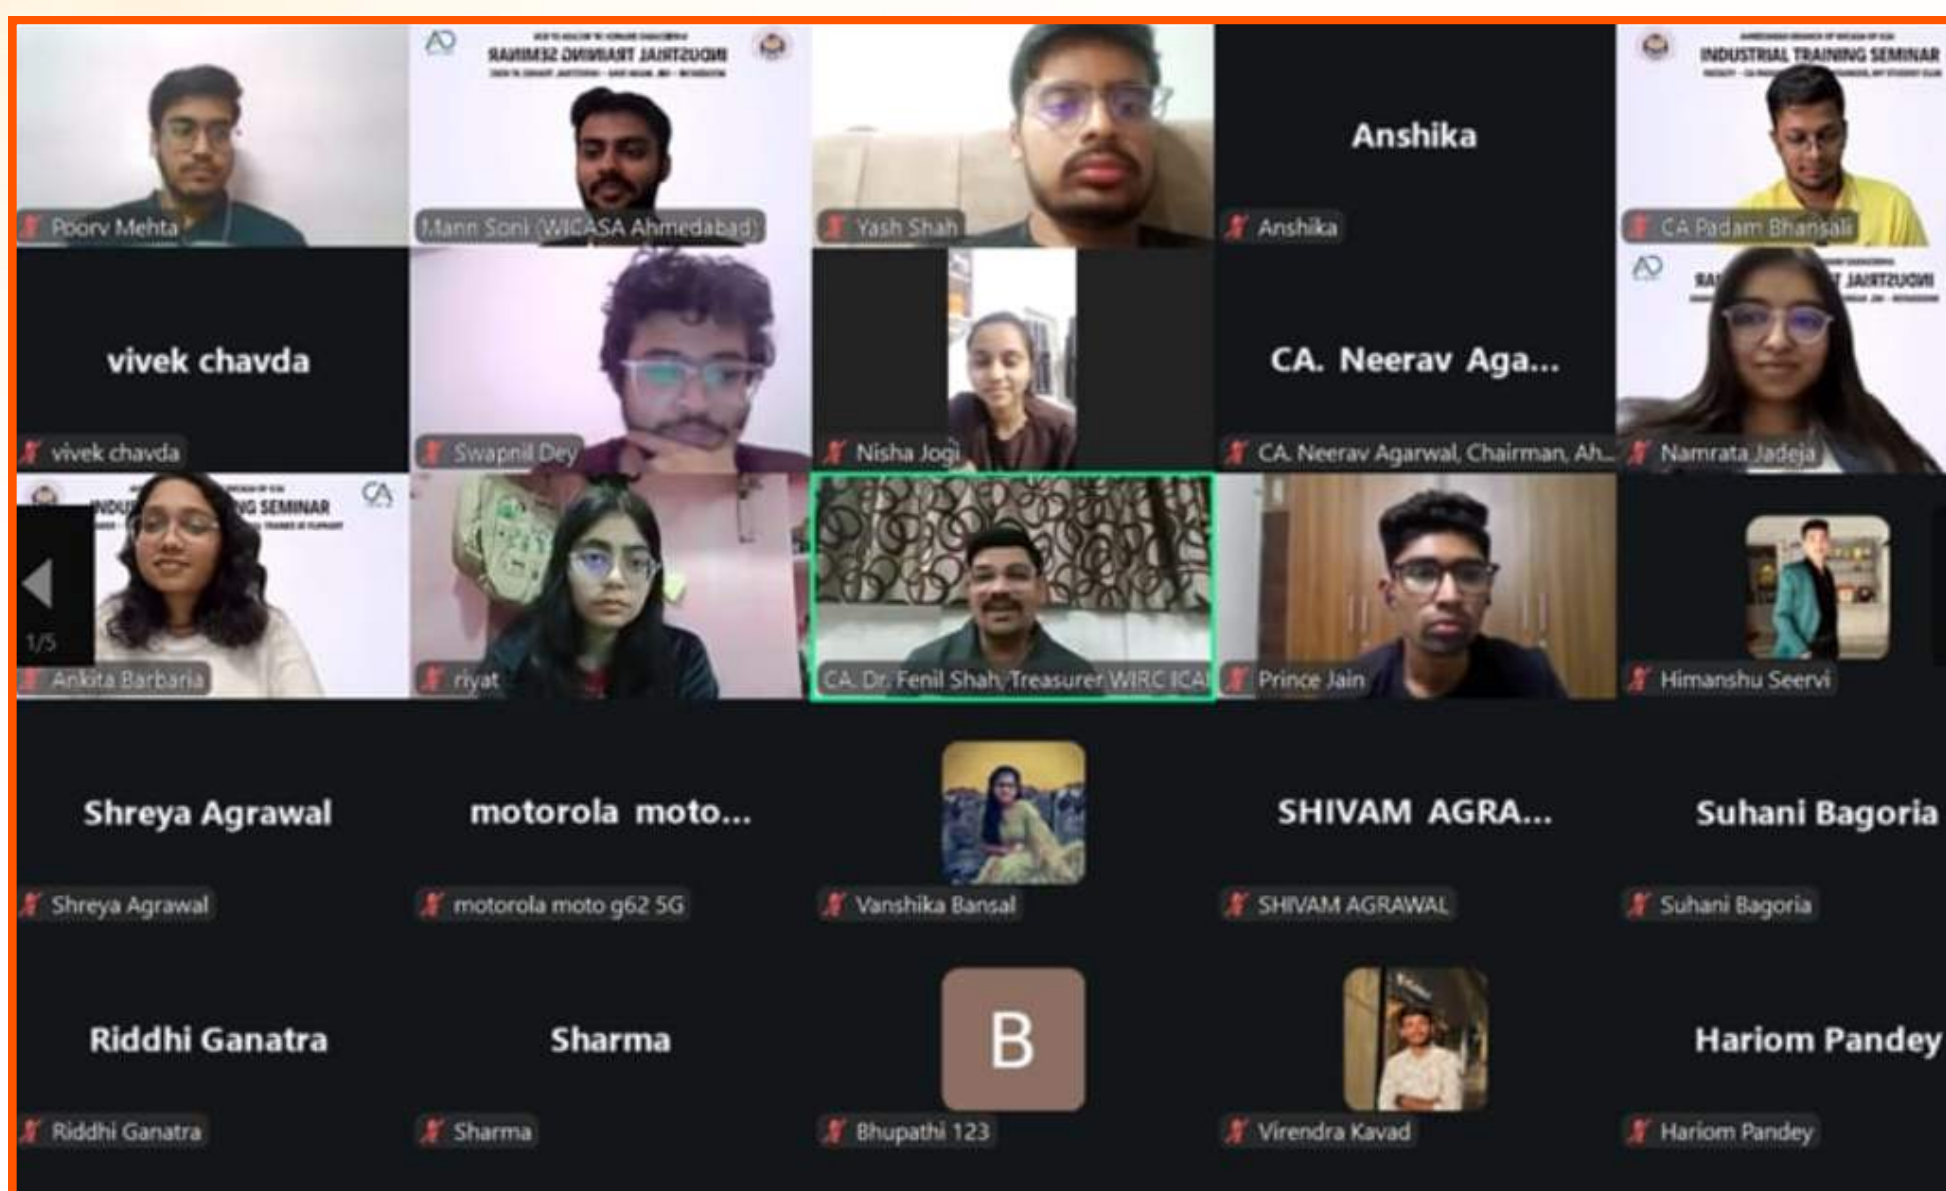 Poorv Mehta
INDUSTRIAL TRAINING SEMINAR
Mann Soni (WICASA Ahmedabad)
Yash Shah
Anshika
Anshika
INDUSTRIAL TRAINING SEMINAR
CA Padam Bhansali
vivek chavda
vivek chavda
Swapnil Dey
Nisha Jogi
CA. Neerav Aga...
CA. Neerav Agarwal, Chairman, Ah...
INDUSTRIAL T
Namrata Jadeja
NG SEMINAR
CA
1/5
Ankita Barbaria
riyat
CA. Dr. Fenil Shah, Treasurer WIRC ICAI
Prince Jain
Himanshu Seervi
Shreya Agrawal
Shreya Agrawal
motorola moto...
motorola moto g62 5G
Vanshika Bansal
SHIVAM AGRA...
SHIVAM AGRAWAL
Suhani Bagoria
Suhani Bagoria
Riddhi Ganatra
Riddhi Ganatra
Sharma
Sharma
B
Bhupathi 123
Virendra Kavad
Hariom Pandey
Hariom Pandey